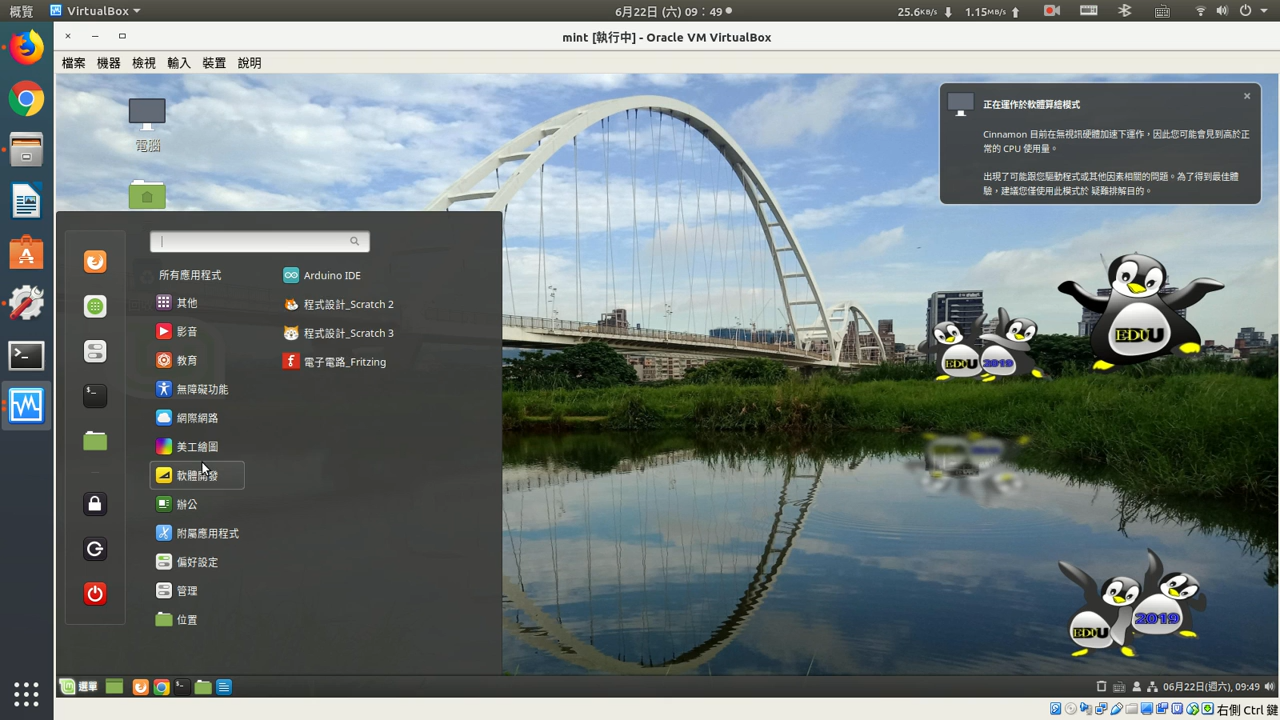 概覽
VirtualBox
6月22日 (六) 09：49
25.6KB/s
1.15MB/s
mint [執行中] - Oracle VM VirtualBox
檔案 機器 檢視 輸入 裝置 說明
電腦
正在運作於軟體算繪模式
Cinnamon 目前在無視訊硬體加速下運作，因此您可能會見到高於正
常的 CPU 使用量。
出現了可能跟您驅動程式或其他因素相關的問題。為了得到最佳體
驗，建議您僅使用此模式於 疑難排解目的。
所有應用程式
其他
影音
教育
無障礙功能
網際網路
美工繪圖
軟體開發
辦公
附屬應用程式
偏好設定
管理
位置
Arduino IDE
程式設計_Scratch 2
程式設計_Scratch 3
電子電路_Fritzing
EDUU
EDUU
2019
EDUU
2019
選單
06月22日(週六), 09:49
右側 Ctrl 鍵